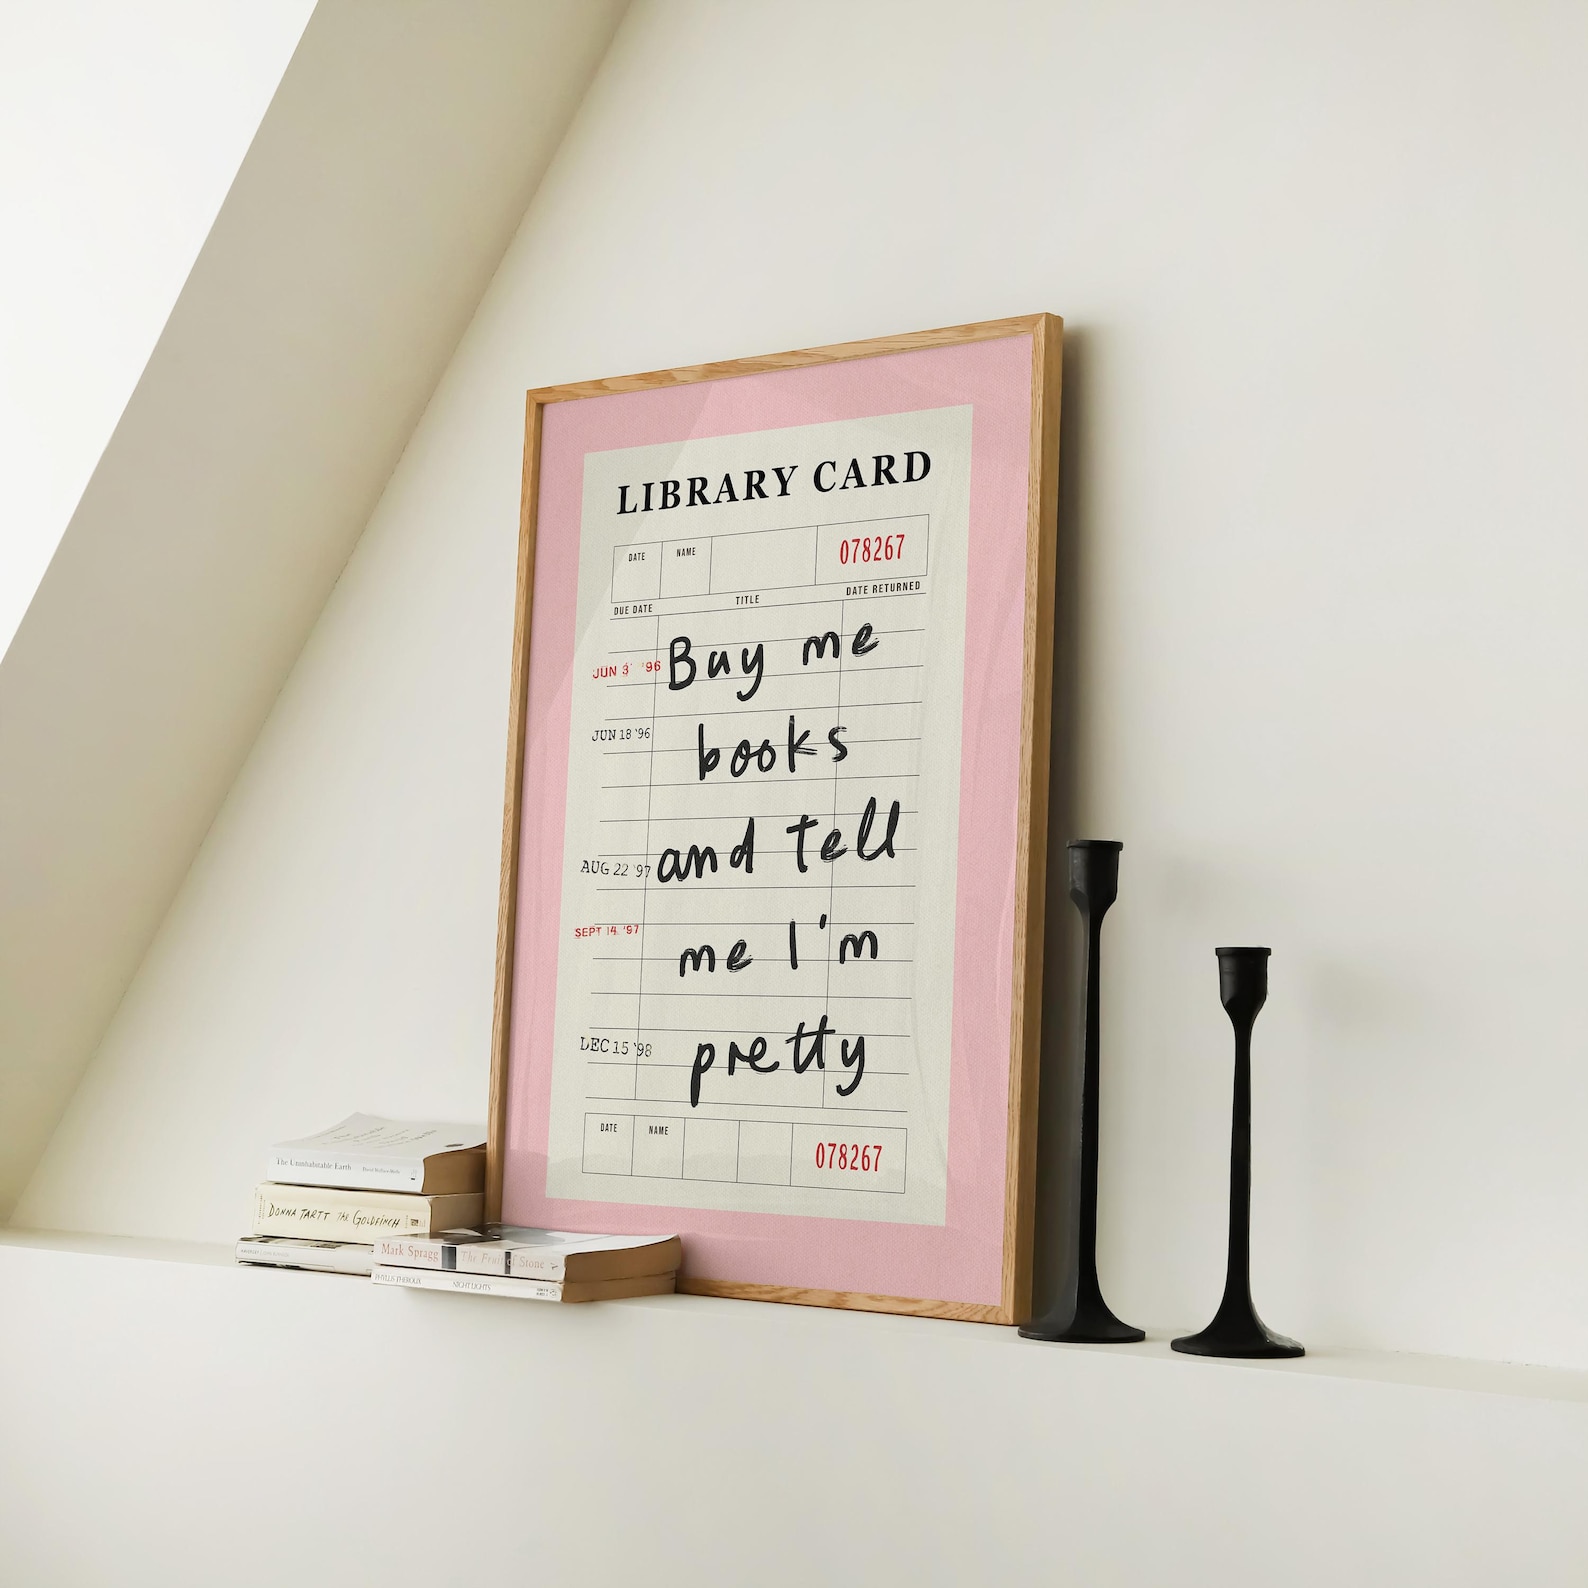 LIBRARY CARD
DATE NAME 078267
DUE DATE TITLE DATE RETURNED
JUN 3 '96 Buy me
JUN 18 '96 books
AUG 22 '97 and tell
SEPT 14 '97 me I'm
DEC 15 '98 pretty
DATE NAME 078267
The Uninhabitable Earth David Wallace-Wells
DONNA TARTT THE GOLDFINCH
Mark Spragg The Fruit of Stone
PHYLLIS THEROUX NIGHT LIGHTS